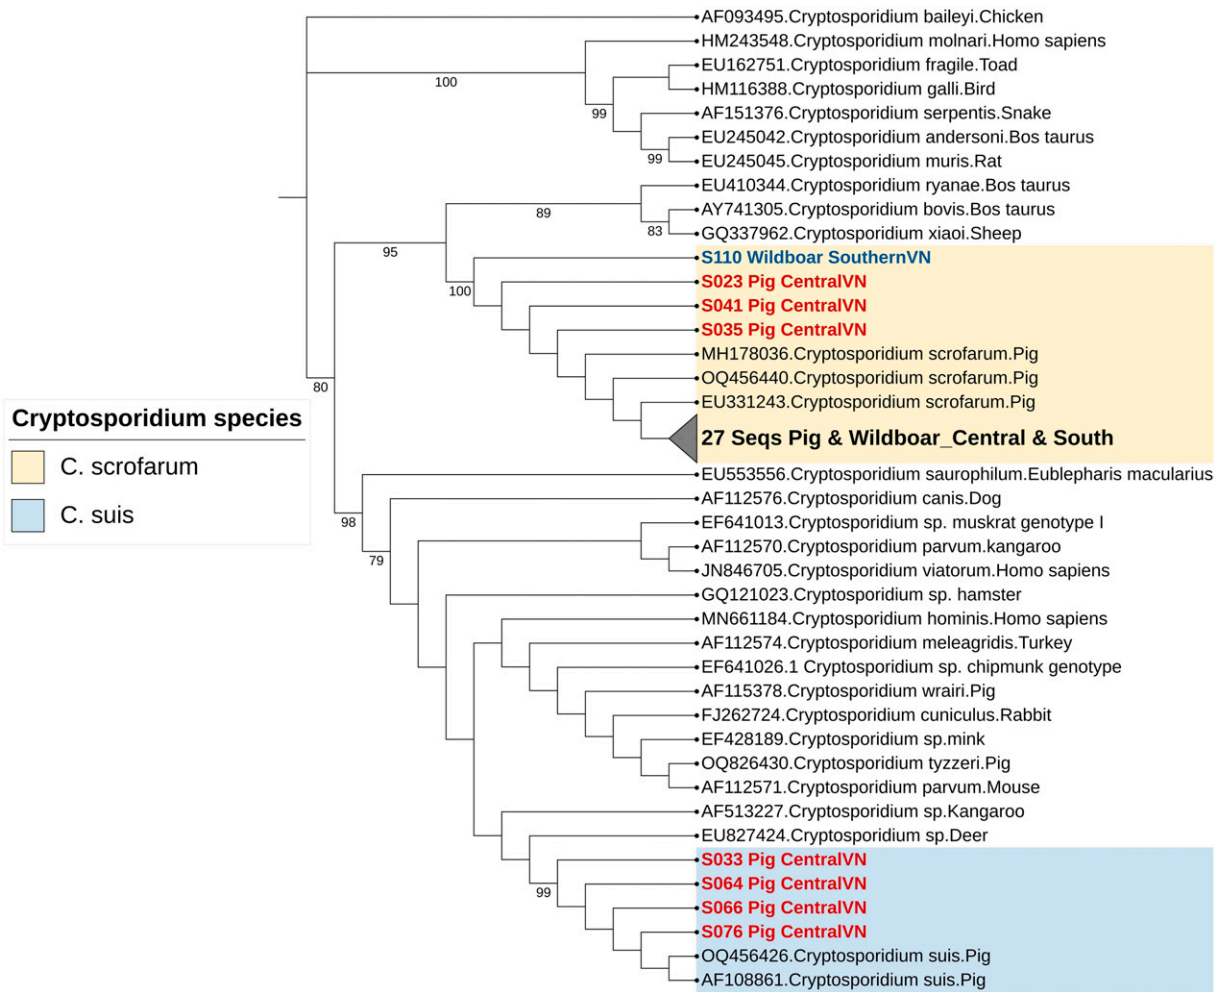 AF093495.Cryptosporidium baileyi.Chicken
HM243548.Cryptosporidium molnari.Homo sapiens
100
EU162751.Cryptosporidium fragile.Toad
HM116388.Cryptosporidium galli.Bird
99
AF151376.Cryptosporidium serpentis.Snake
EU245042.Cryptosporidium andersoni.Bos taurus
99
EU245045.Cryptosporidium muris.Rat
EU410344.Cryptosporidium ryanae.Bos taurus
89
AY741305.Cryptosporidium bovis.Bos taurus
83
GQ337962.Cryptosporidium xiaoi.Sheep
95
S110 Wildboar SouthernVN
S023 Pig CentralVN
100
S041 Pig CentralVN
S035 Pig CentralVN
MH178036.Cryptosporidium scrofarum.Pig
OQ456440.Cryptosporidium scrofarum.Pig
80
EU331243.Cryptosporidium scrofarum.Pig
27 Seqs Pig & Wildboar_Central & South
Cryptosporidium species
C. scrofarum
C. suis
EU553556.Cryptosporidium saurophilum.Eublepharis macularius
AF112576.Cryptosporidium canis.Dog
98
EF641013.Cryptosporidium sp. muskrat genotype I
AF112570.Cryptosporidium parvum.kangaroo
79
JN846705.Cryptosporidium viatorum.Homo sapiens
GQ121023.Cryptosporidium sp. hamster
MN661184.Cryptosporidium hominis.Homo sapiens
AF112574.Cryptosporidium meleagridis.Turkey
EF641026.1 Cryptosporidium sp. chipmunk genotype
AF115378.Cryptosporidium wrairi.Pig
FJ262724.Cryptosporidium cuniculus.Rabbit
EF428189.Cryptosporidium sp.mink
OQ826430.Cryptosporidium tyzzeri.Pig
AF112571.Cryptosporidium parvum.Mouse
AF513227.Cryptosporidium sp.Kangaroo
EU827424.Cryptosporidium sp.Deer
S033 Pig CentralVN
S064 Pig CentralVN
99
S066 Pig CentralVN
S076 Pig CentralVN
OQ456426.Cryptosporidium suis.Pig
AF108861.Cryptosporidium suis.Pig